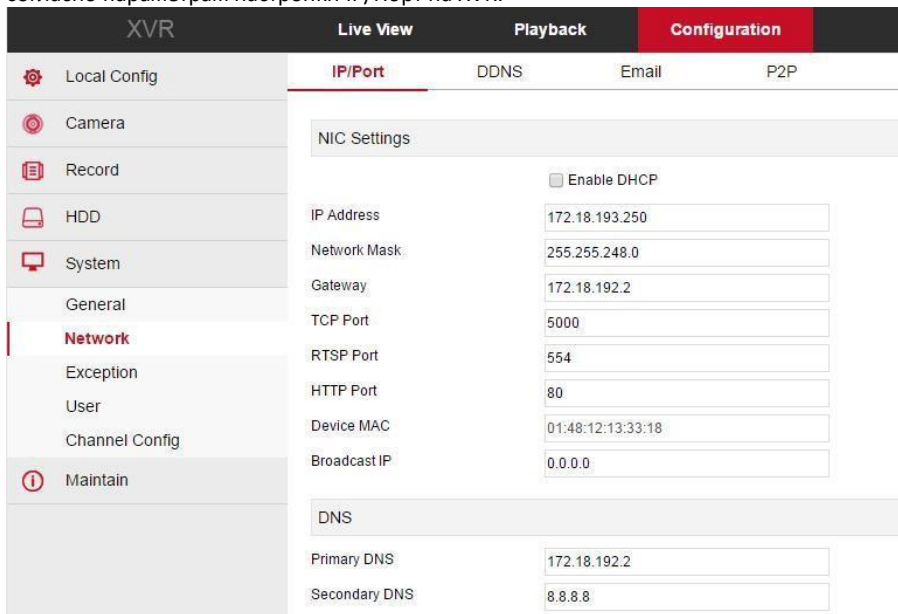 XVR Live View Playback Configuration
Local Config
Camera
Record
HDD
System
General
Network
Exception
User
Channel Config
Maintain
IP/Port DDNS Email P2P
NIC Settings
Enable DHCP
IP Address 172.18.193.250
Network Mask 255.255.248.0
Gateway 172.18.192.2
TCP Port 5000
RTSP Port 554
HTTP Port 80
Device MAC 01:48:12:13:33:18
Broadcast IP 0.0.0.0
DNS
Primary DNS 172.18.192.2
Secondary DNS 8.8.8.8